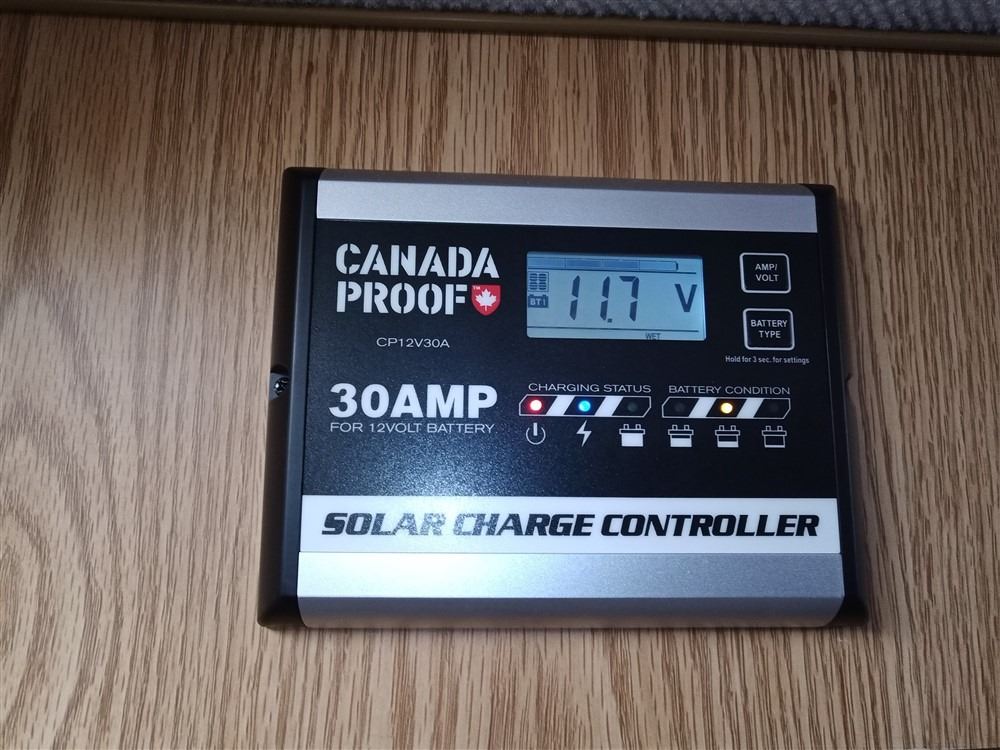 CANADA
PROOF™
CP12V30A
30AMP
FOR 12VOLT BATTERY
BT1
11.7 V
WET
AMP/
VOLT
BATTERY
TYPE
Hold for 3 sec. for settings
CHARGING STATUS
BATTERY CONDITION
SOLAR CHARGE CONTROLLER